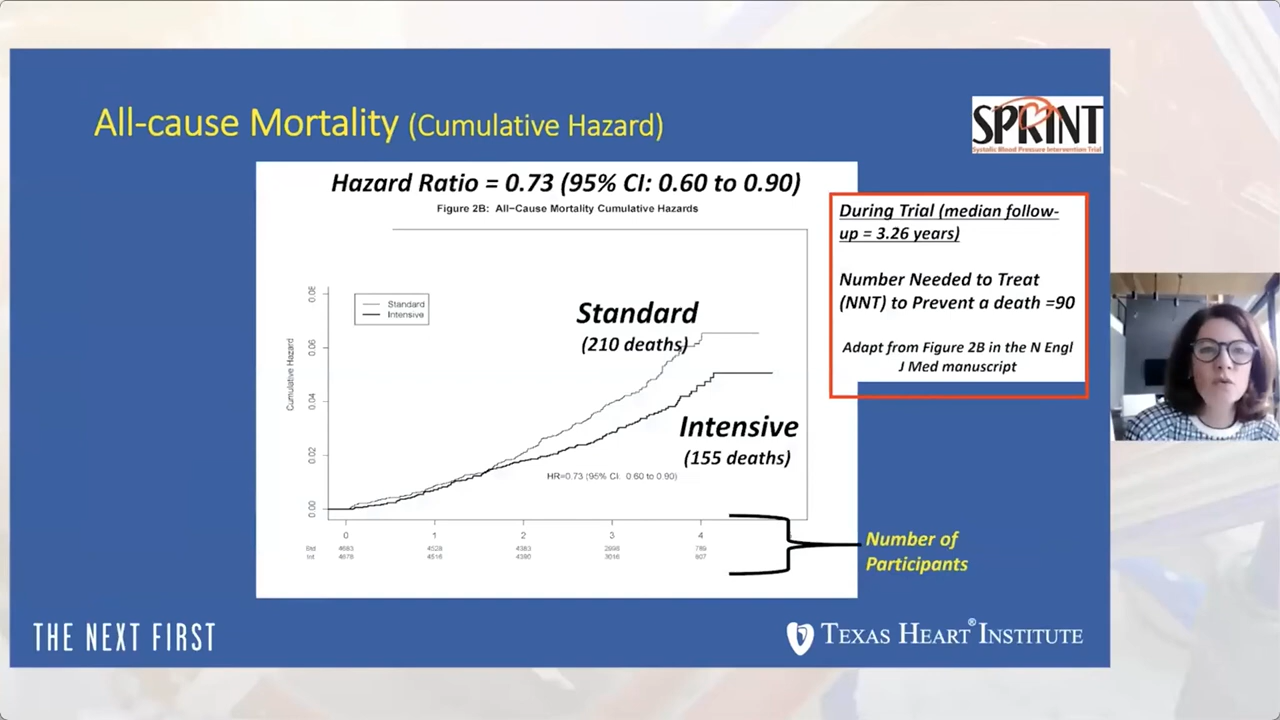 All-cause Mortality (Cumulative Hazard)
SPRINT
Systolic Blood Pressure Intervention Trial
Hazard Ratio = 0.73 (95% CI: 0.60 to 0.90)
Figure 2B: All-Cause Mortality Cumulative Hazards
During Trial (median follow-
up = 3.26 years)
Number Needed to Treat
(NNT) to Prevent a death =90
Adapt from Figure 2B in the N Engl
J Med manuscript
Standard
Intensive
Standard
(210 deaths)
Intensive
(155 deaths)
HR=0.73 (95% CI: 0.60 to 0.90)
Cumulative Hazard
0.08
0.06
0.04
0.02
0.00
0 1 2 3 4
Std 4683 4528 4383 2898 789
Int 4678 4516 4390 3016 807
Number of
Participants
THE NEXT FIRST
TEXAS HEART® INSTITUTE